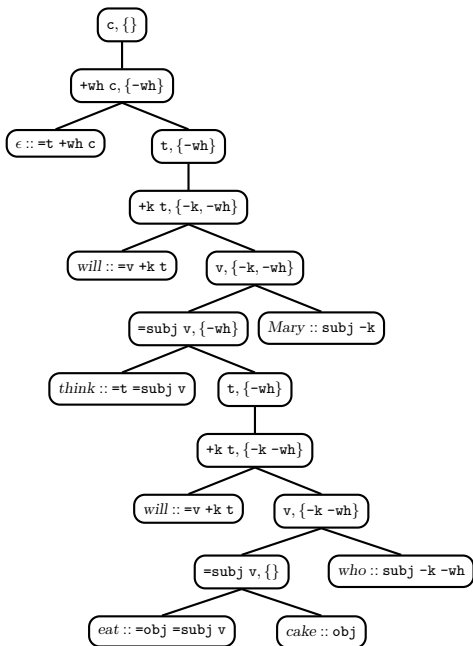 c, {}
+wh c, {-wh}
ϵ :: =t +wh c
t, {-wh}
+k t, {-k, -wh}
will :: =v +k t
v, {-k, -wh}
=subj v, {-wh}
Mary :: subj -k
think :: =t =subj v
t, {-wh}
+k t, {-k -wh}
will :: =v +k t
v, {-k -wh}
=subj v, {}
who :: subj -k -wh
eat :: =obj =subj v
cake :: obj